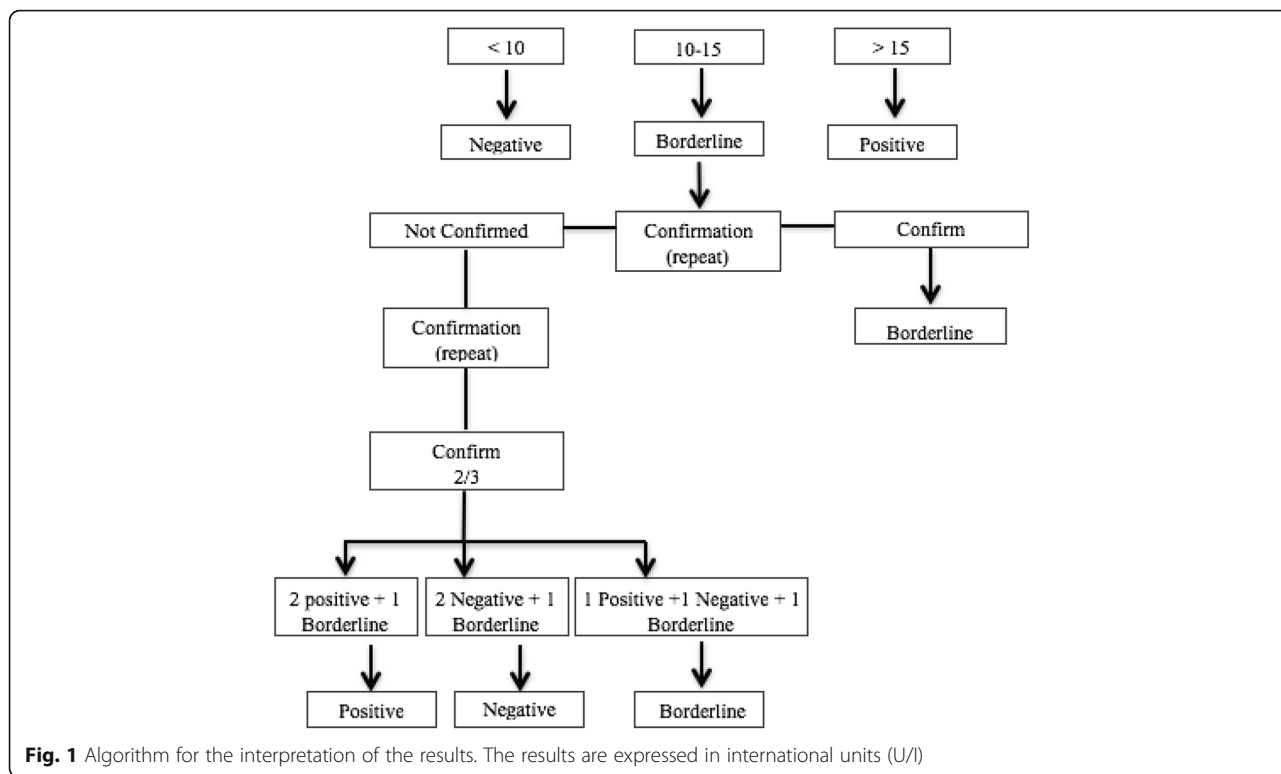 < 10
10-15
> 15
Negative
Borderline
Positive
Not Confirmed
Confirmation
(repeat)
Confirm
Confirmation
(repeat)
Borderline
Confirm
2/3
2 positive + 1
Borderline
2 Negative + 1
Borderline
1 Positive +1 Negative + 1
Borderline
Positive
Negative
Borderline
Fig. 1 Algorithm for the interpretation of the results. The results are expressed in international units (U/l)